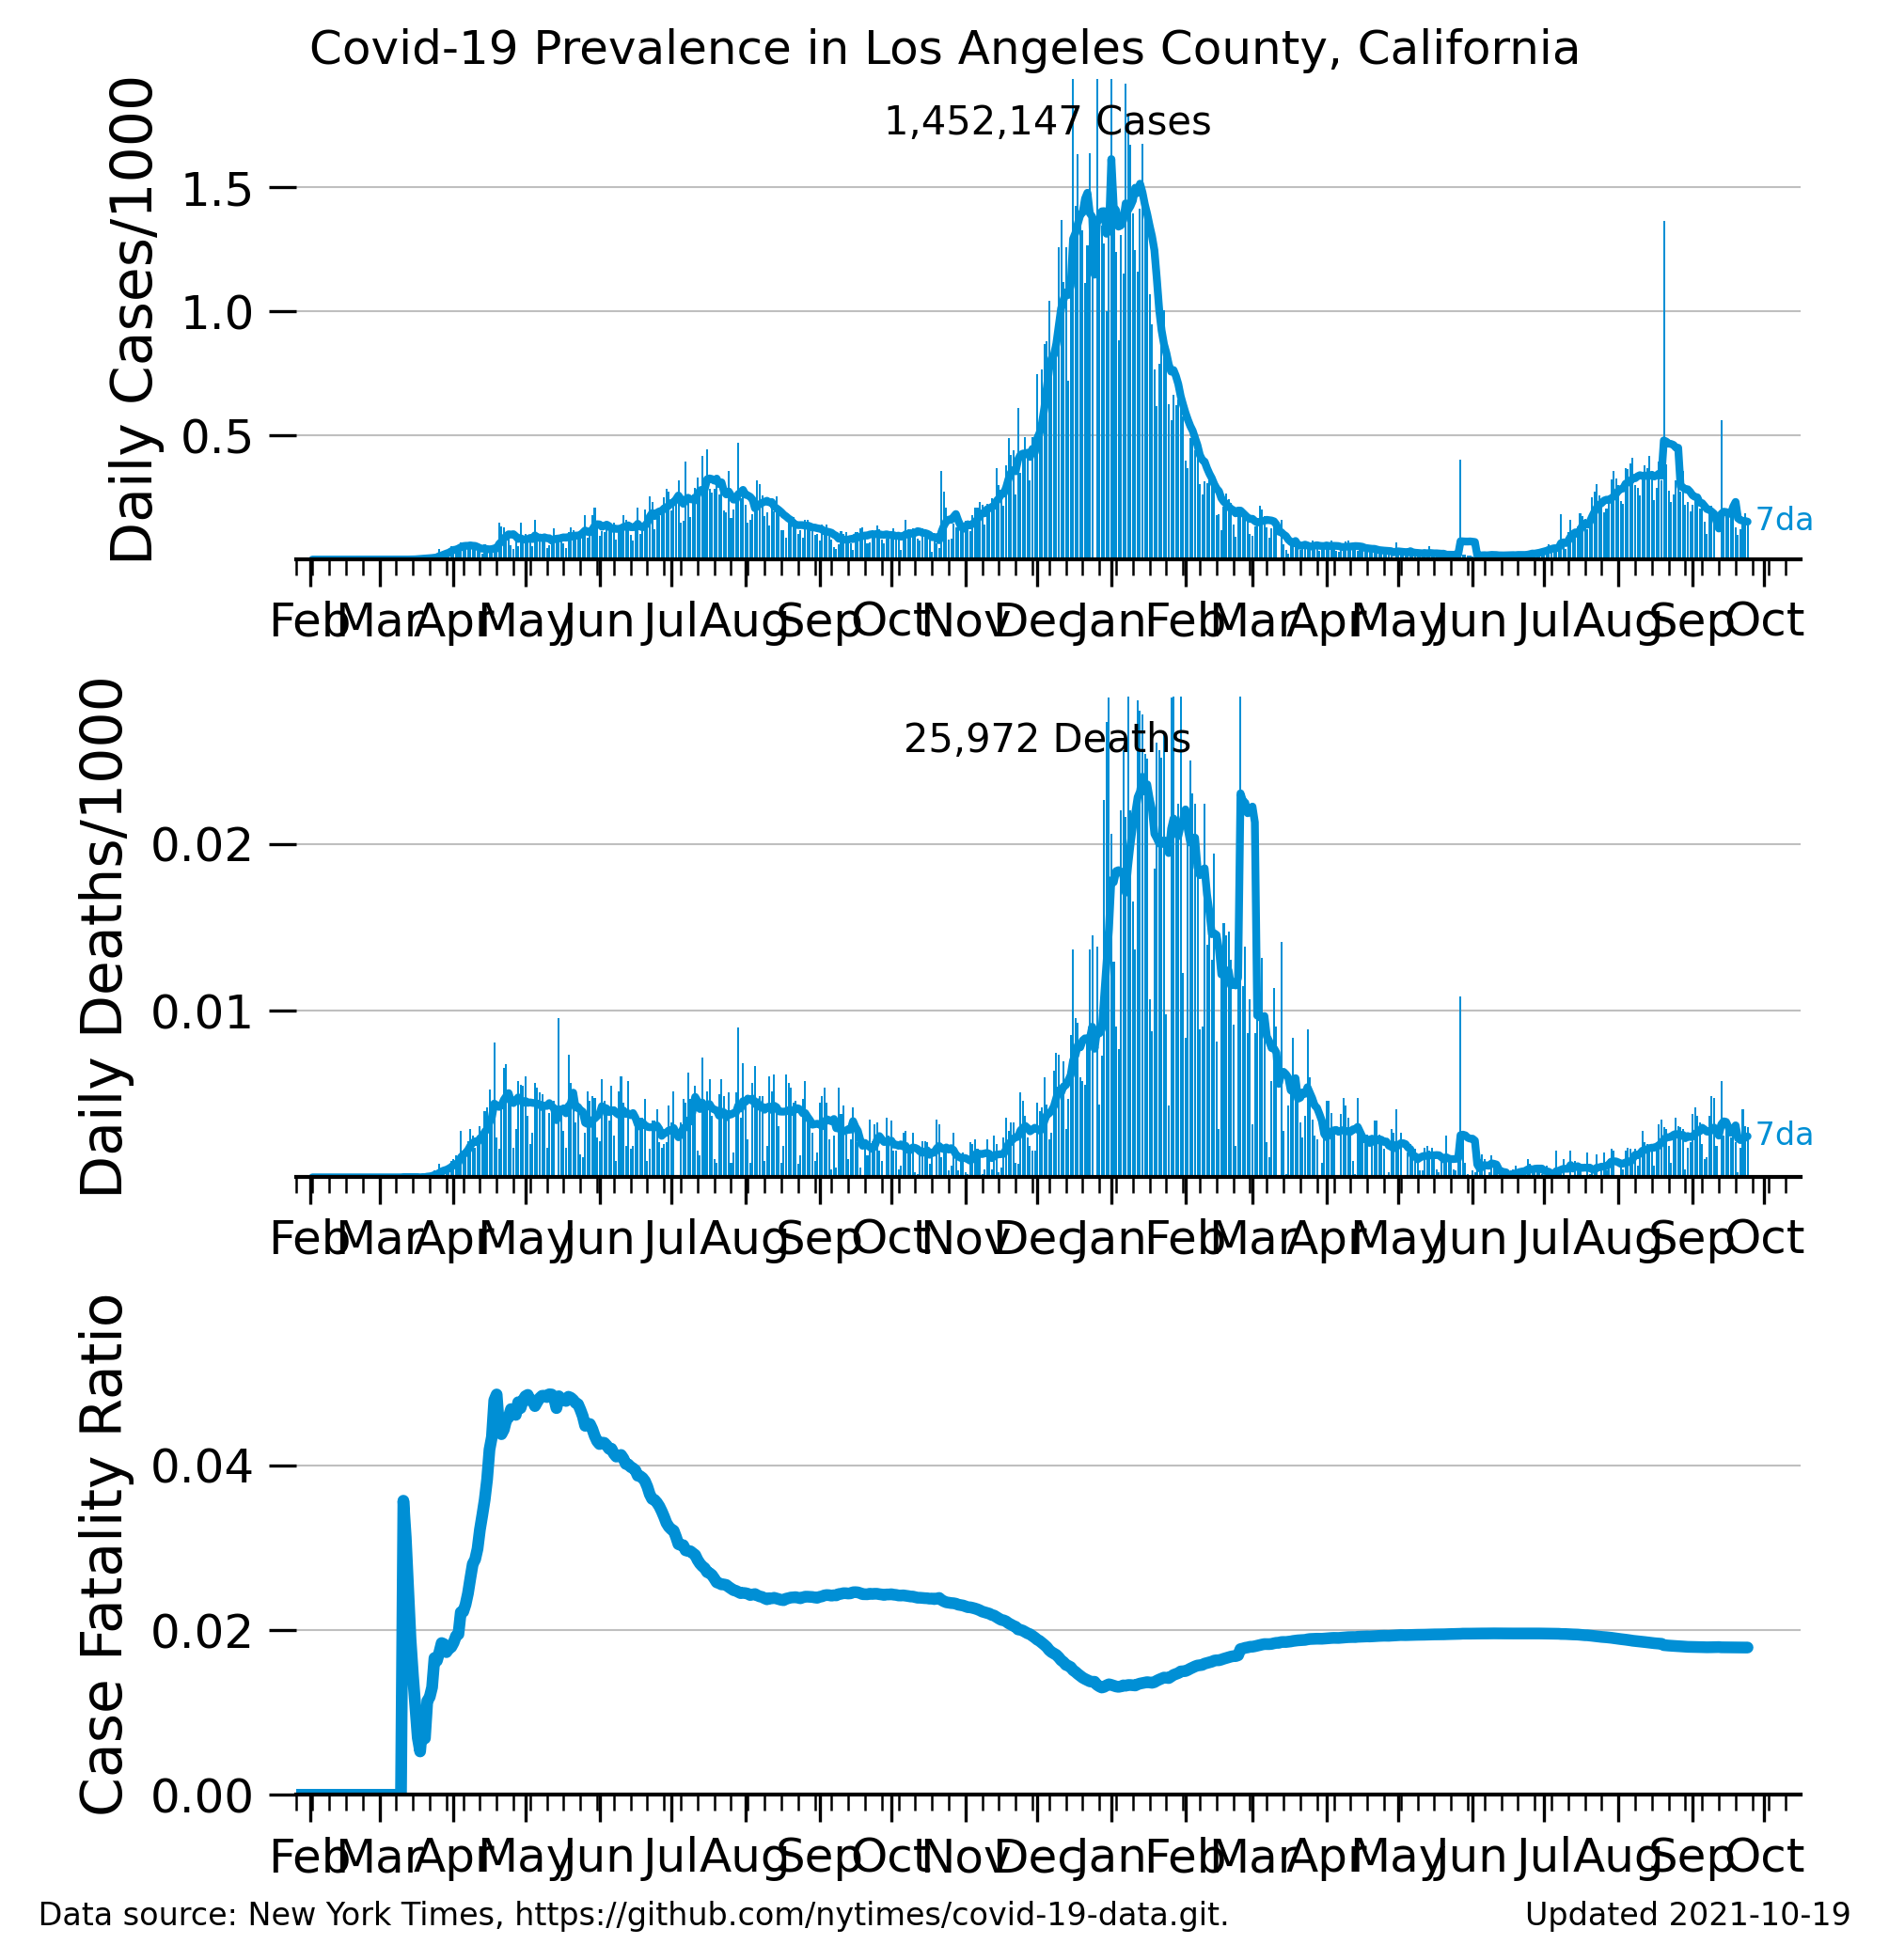 Covid-19 Prevalence in Los Angeles County, California
Daily Cases/1000
1,452,147 Cases
1.5
1.0
0.5
7da
Feb Mar Apr May Jun Jul Aug Sep Oct Nov Dec Jan Feb Mar Apr May Jun Jul Aug Sep Oct
Daily Deaths/1000
25,972 Deaths
0.02
0.01
7da
Feb Mar Apr May Jun Jul Aug Sep Oct Nov Dec Jan Feb Mar Apr May Jun Jul Aug Sep Oct
Case Fatality Ratio
0.04
0.02
0.00
Feb Mar Apr May Jun Jul Aug Sep Oct Nov Dec Jan Feb Mar Apr May Jun Jul Aug Sep Oct
Data source: New York Times, https://github.com/nytimes/covid-19-data.git.
Updated 2021-10-19